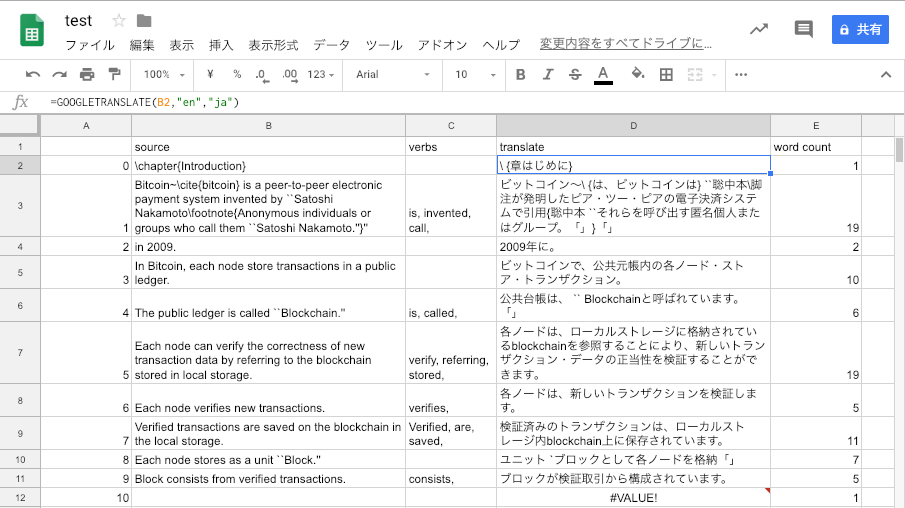 test
ファイル 編集 表示 挿入 表示形式 データ ツール アドオン ヘルプ 変更内容をすべてドライブに…
共有
100% ¥ % .0 .00 123 Arial 10 B I S A
fx =GOOGLETRANSLATE(B2,"en","ja")
A B C D E
1 source verbs translate word count
2 0 \chapter{Introduction} \ {章はじめに} 1
Bitcoin~\cite{bitcoin} is a peer-to-peer electronic
payment system invented by ``Satoshi
Nakamoto\footnote{Anonymous individuals or
groups who call them ``Satoshi Nakamoto.''}''
3 1
is, invented,
call,
ビットコイン〜\ {は、ビットコインは} ``聡中本\脚
注が発明したピア・ツー・ピアの電子決済システ
ムで引用{聡中本 ``それらを呼び出す匿名個人また
はグループ。「」}「」
19
4 2 in 2009. 2009年に。 2
In Bitcoin, each node store transactions in a public
5 3 ledger.
ビットコインで、公共元帳内の各ノード・スト
ア・トランザクション。
10
6 4 The public ledger is called ``Blockchain.'' is, called,
公共台帳は、 `` Blockchainと呼ばれています。
「」
6
Each node can verify the correctness of new
transaction data by referring to the blockchain
7 5 stored in local storage.
verify, referring,
stored,
各ノードは、ローカルストレージに格納されてい
るblockchainを参照することにより、新しいトラン
ザクション・データの正当性を検証することがで
きます。
19
8 6 Each node verifies new transactions. verifies,
各ノードは、新しいトランザクションを検証しま
す。
5
Verified transactions are saved on the blockchain in
9 7 the local storage.
Verified, are,
saved,
検証済みのトランザクションは、ローカルスト
レージ内blockchain上に保存されています。
11
10 8 Each node stores as a unit ``Block.'' ユニット `ブロックとして各ノードを格納「」 7
11 9 Block consists from verified transactions. consists, ブロックが検証取引から構成されています。 5
12 10 #VALUE! 1